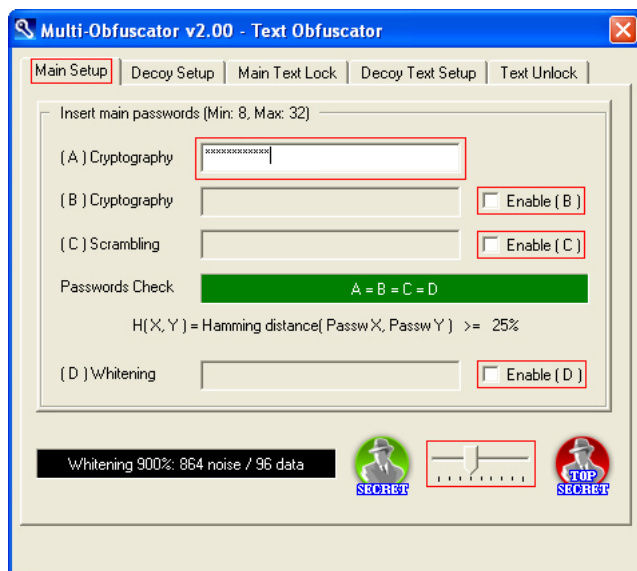 Multi-Obfuscator v2.00 - Text Obfuscator
Main Setup Decoy Setup Main Text Lock Decoy Text Setup Text Unlock
Insert main passwords (Min: 8, Max: 32)
( A ) Cryptography ************
( B ) Cryptography Enable ( B )
( C ) Scrambling Enable ( C )
Passwords Check A = B = C = D
H( X, Y ) = Hamming distance( Passw X, Passw Y ) >= 25%
( D ) Whitening Enable ( D )
Whitening 900%: 864 noise / 96 data SECRET TOP SECRET